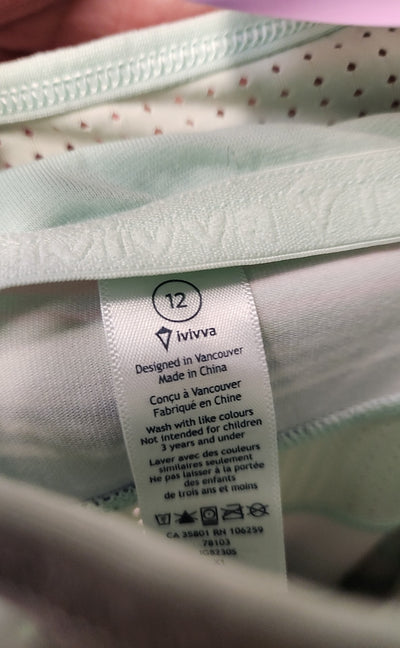 ivivva
12
ivivva
Designed in Vancouver
Made in China
Conçu à Vancouver
Fabriqué en Chine
Wash with like colours
Not intended for children
3 years and under
Laver avec des couleurs
similaires seulement
Ne pas laisser à la portée
des enfants
de trois ans et moins
CA 35801 RN 106259
78103